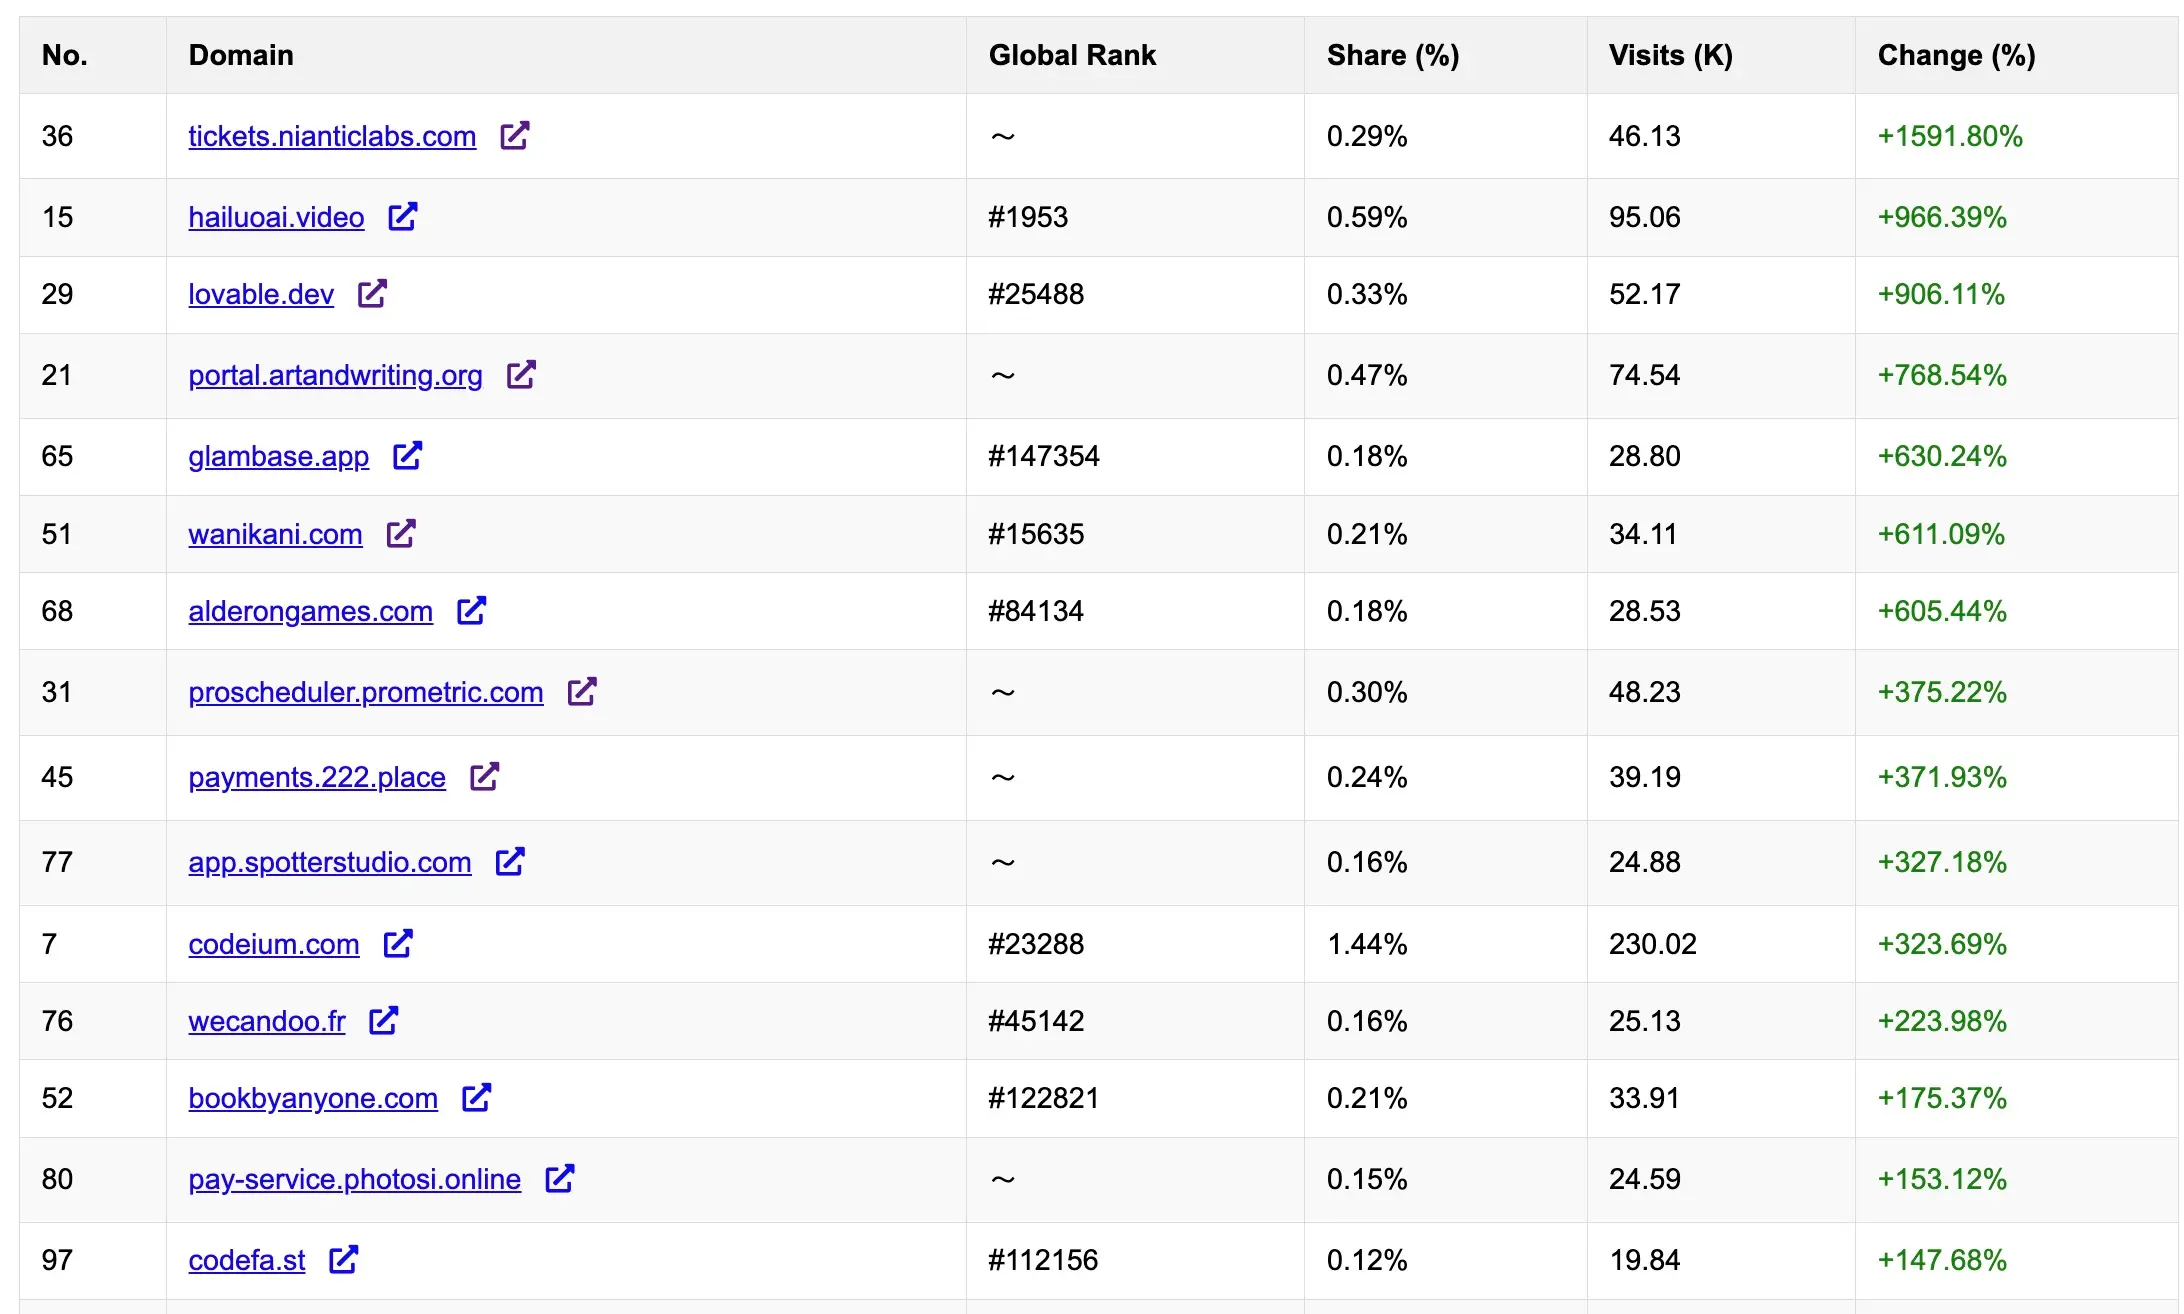 No. Domain Global Rank Share (%) Visits (K) Change (%)
36 tickets.nianticlabs.com ~ 0.29% 46.13 +1591.80%
15 hailuoai.video #1953 0.59% 95.06 +966.39%
29 lovable.dev #25488 0.33% 52.17 +906.11%
21 portal.artandwriting.org ~ 0.47% 74.54 +768.54%
65 glambase.app #147354 0.18% 28.80 +630.24%
51 wanikani.com #15635 0.21% 34.11 +611.09%
68 alderongames.com #84134 0.18% 28.53 +605.44%
31 proscheduler.prometric.com ~ 0.30% 48.23 +375.22%
45 payments.222.place ~ 0.24% 39.19 +371.93%
77 app.spotterstudio.com ~ 0.16% 24.88 +327.18%
7 codeium.com #23288 1.44% 230.02 +323.69%
76 wecandoo.fr #45142 0.16% 25.13 +223.98%
52 bookbyanyone.com #122821 0.21% 33.91 +175.37%
80 pay-service.photosi.online ~ 0.15% 24.59 +153.12%
97 codefa.st #112156 0.12% 19.84 +147.68%